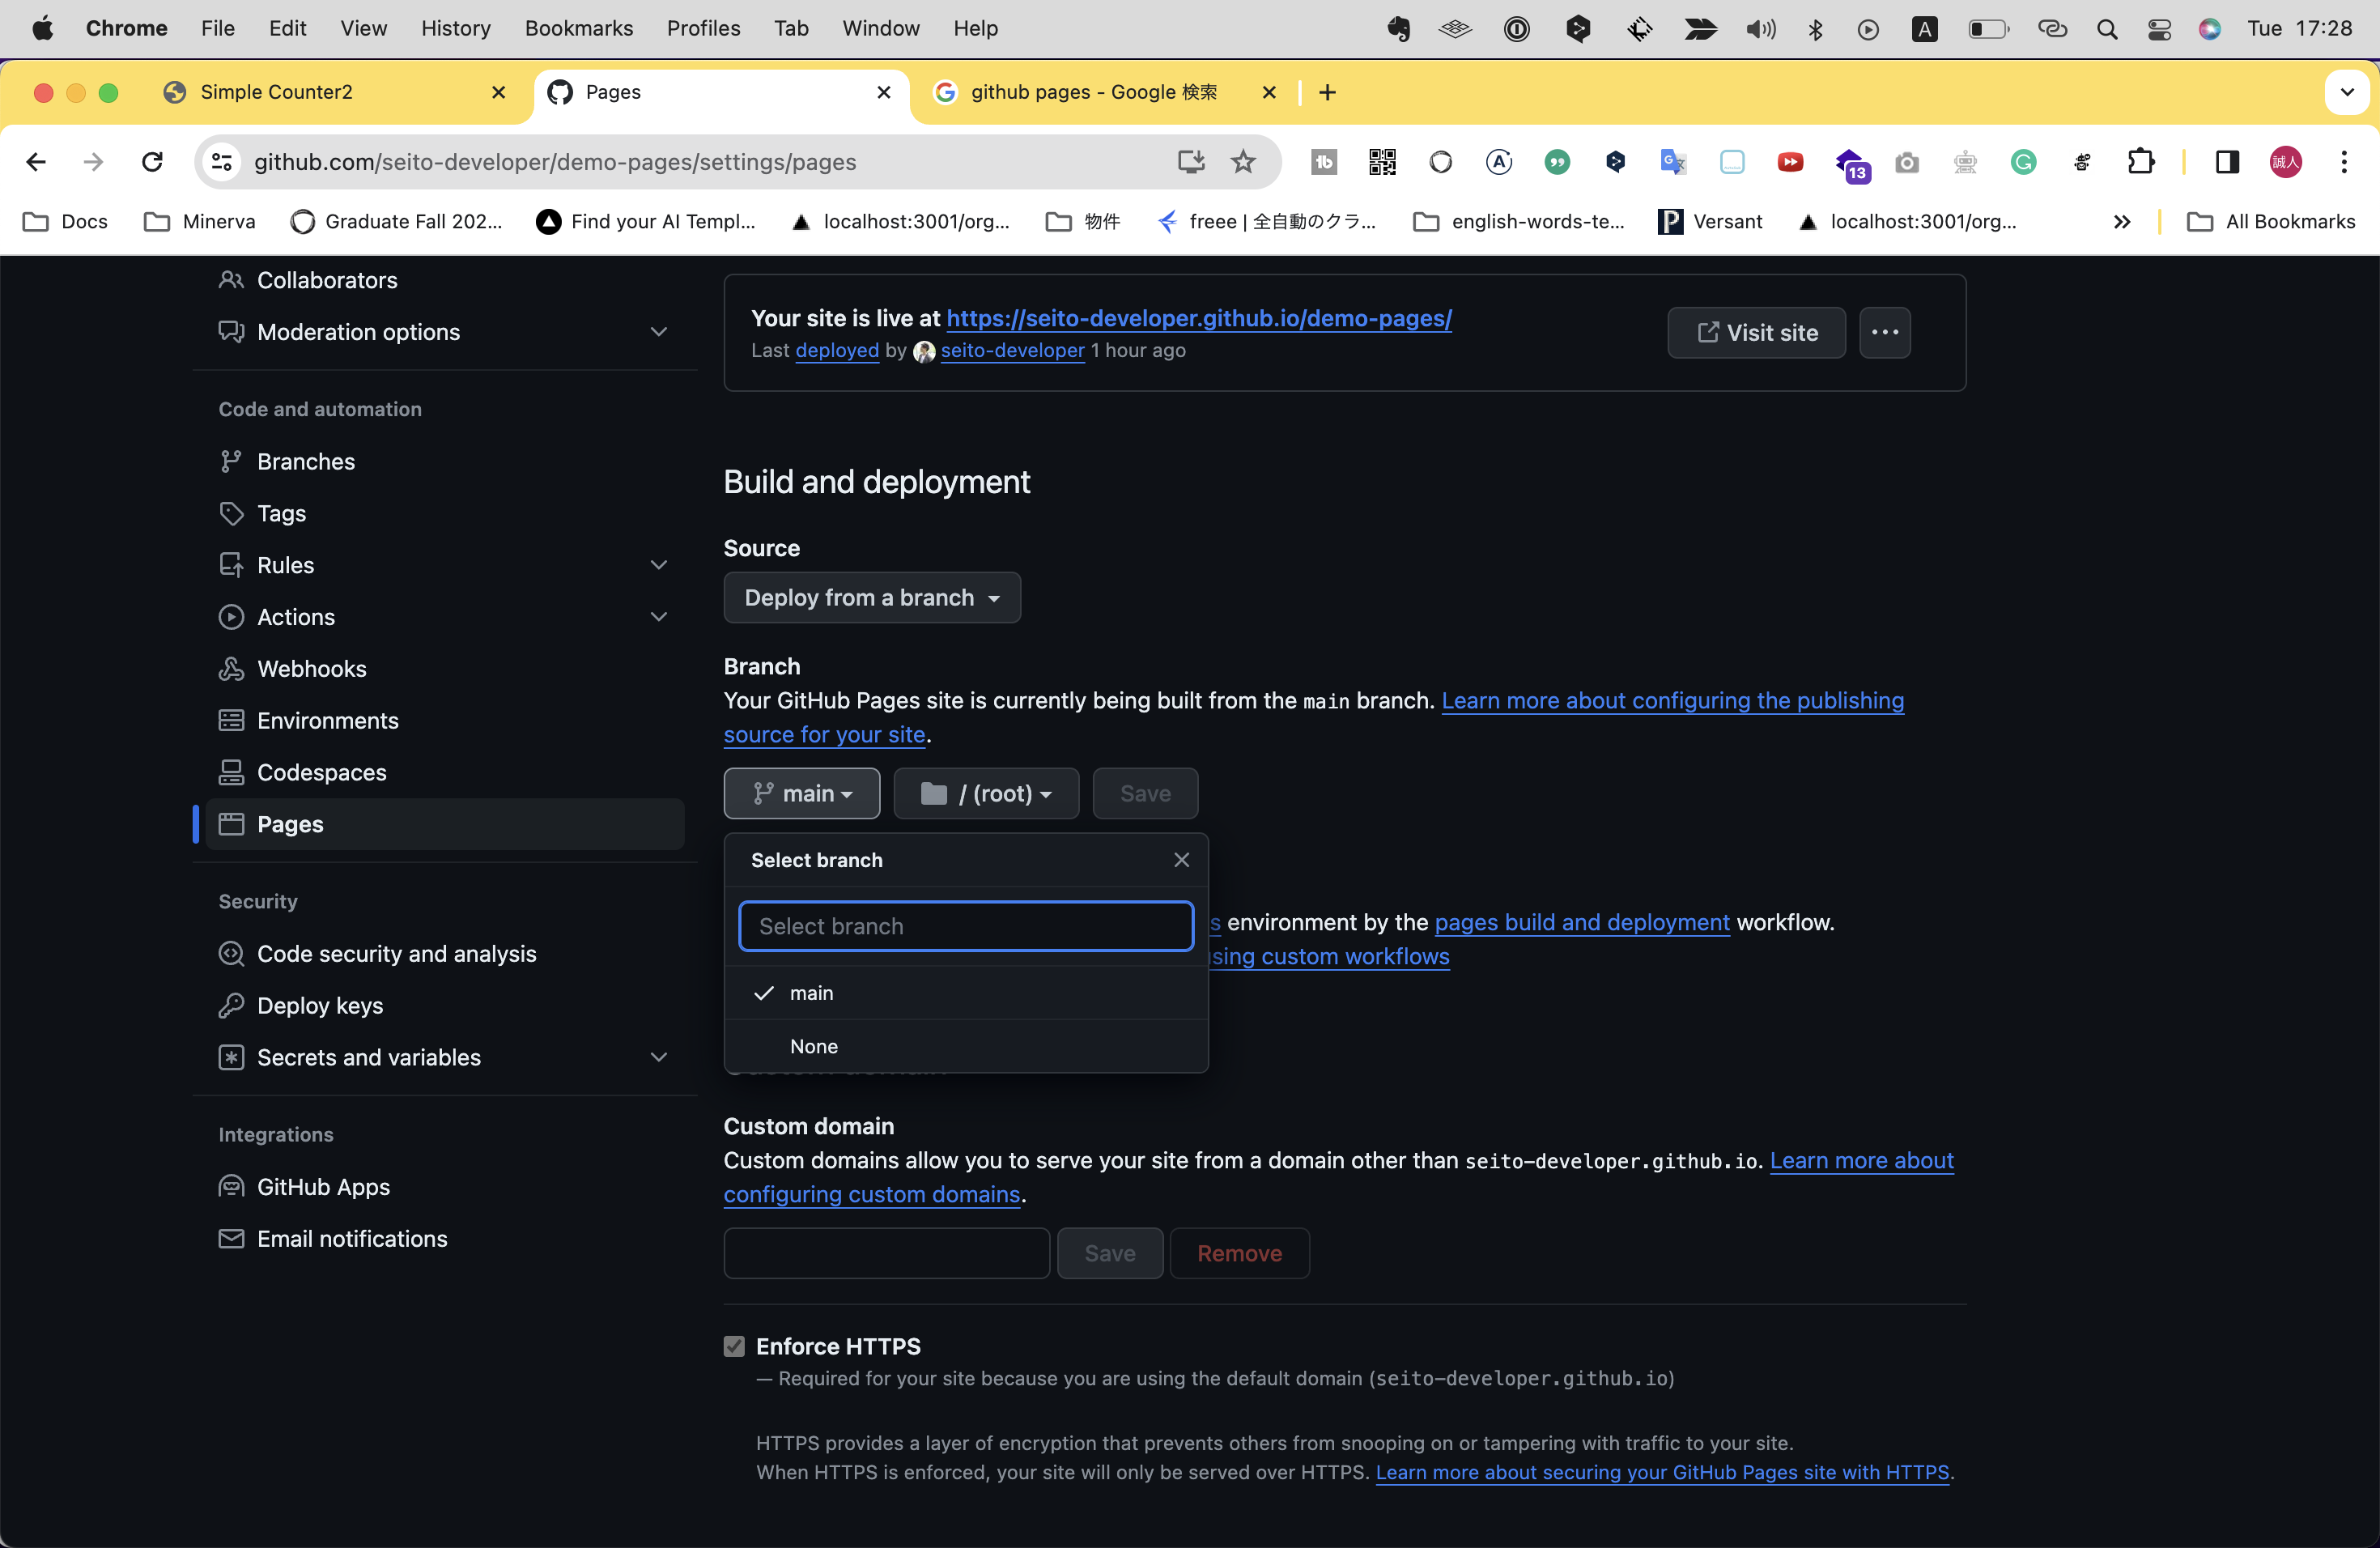 Chrome File Edit View History Bookmarks Profiles Tab Window Help A Tue 17:28
Simple Counter2 Pages github pages - Google 検索
github.com/seito-developer/demo-pages/settings/pages 13 誠人
Docs Minerva Graduate Fall 202... Find your AI Templ... localhost:3001/org... 物件 freee | 全自動のクラ... english-words-te... Versant localhost:3001/org... All Bookmarks
Collaborators
Moderation options
Code and automation
Branches
Tags
Rules
Actions
Webhooks
Environments
Codespaces
Pages
Security
Code security and analysis
Deploy keys
Secrets and variables
Integrations
GitHub Apps
Email notifications
Your site is live at https://seito-developer.github.io/demo-pages/
Last deployed by seito-developer 1 hour ago
Visit site
Build and deployment
Source
Deploy from a branch
Branch
Your GitHub Pages site is currently being built from the main branch. Learn more about configuring the publishing
source for your site.
main / (root) Save
Select branch
Select branch
main
None
s environment by the pages build and deployment workflow.
sing custom workflows
Custom domain
Custom domains allow you to serve your site from a domain other than seito-developer.github.io. Learn more about
configuring custom domains.
Save Remove
Enforce HTTPS
— Required for your site because you are using the default domain (seito-developer.github.io)
HTTPS provides a layer of encryption that prevents others from snooping on or tampering with traffic to your site.
When HTTPS is enforced, your site will only be served over HTTPS. Learn more about securing your GitHub Pages site with HTTPS.